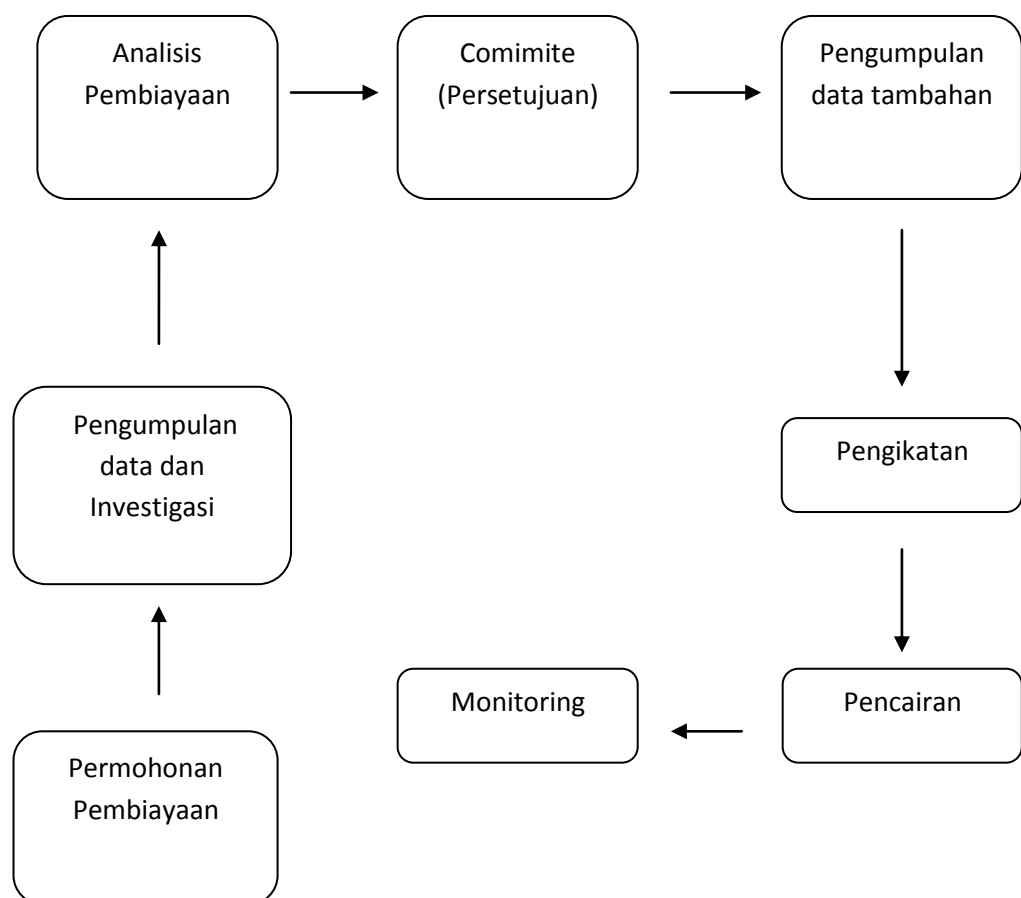 Analisis
Pembiayaan
Comimite
(Persetujuan)
Pengumpulan
data tambahan
Pengumpulan
data dan
Investigasi
Pengikatan
Monitoring
Pencairan
Permohonan
Pembiayaan